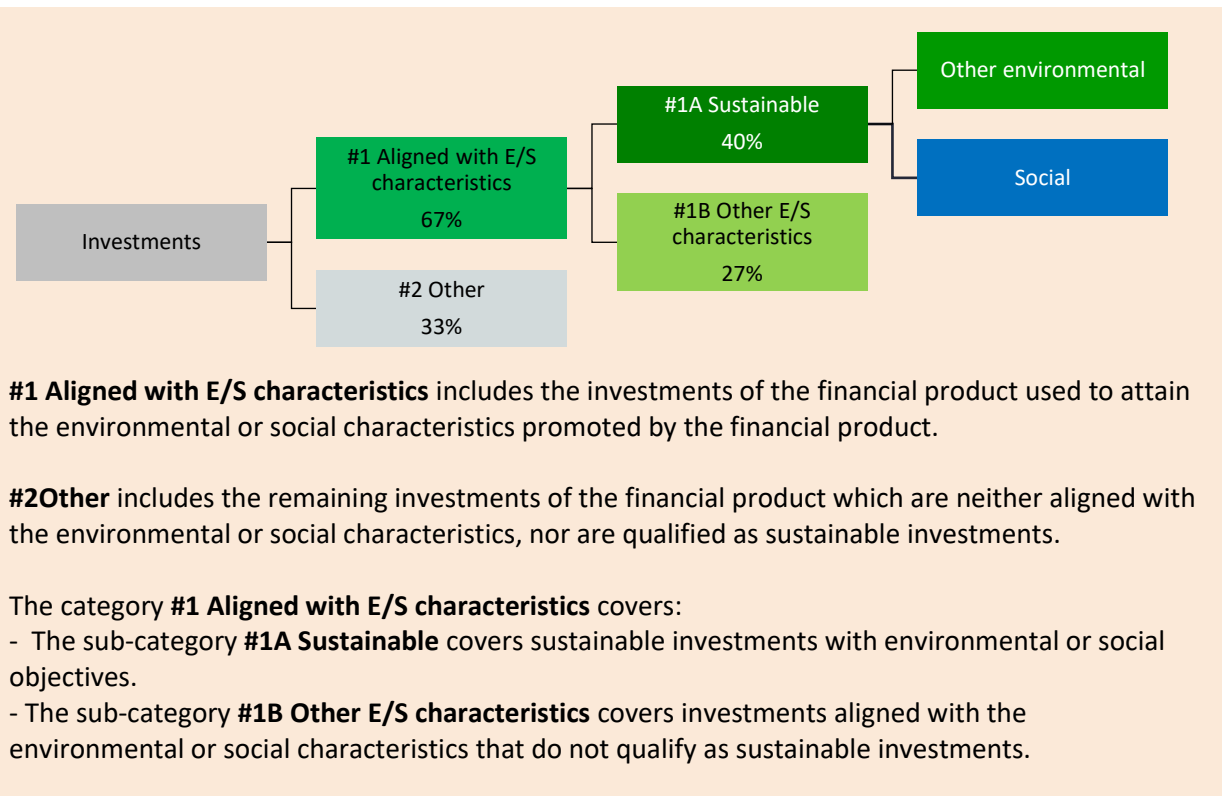 Other environmental
#1A Sustainable
40%
#1 Aligned with E/S
characteristics
67%
Social
#1B Other E/S
characteristics
27%
Investments
#2 Other
33%
#1 Aligned with E/S characteristics includes the investments of the financial product used to attain
the environmental or social characteristics promoted by the financial product.
#2Other includes the remaining investments of the financial product which are neither aligned with
the environmental or social characteristics, nor are qualified as sustainable investments.
The category #1 Aligned with E/S characteristics covers:
- The sub-category #1A Sustainable covers sustainable investments with environmental or social
objectives.
- The sub-category #1B Other E/S characteristics covers investments aligned with the
environmental or social characteristics that do not qualify as sustainable investments.